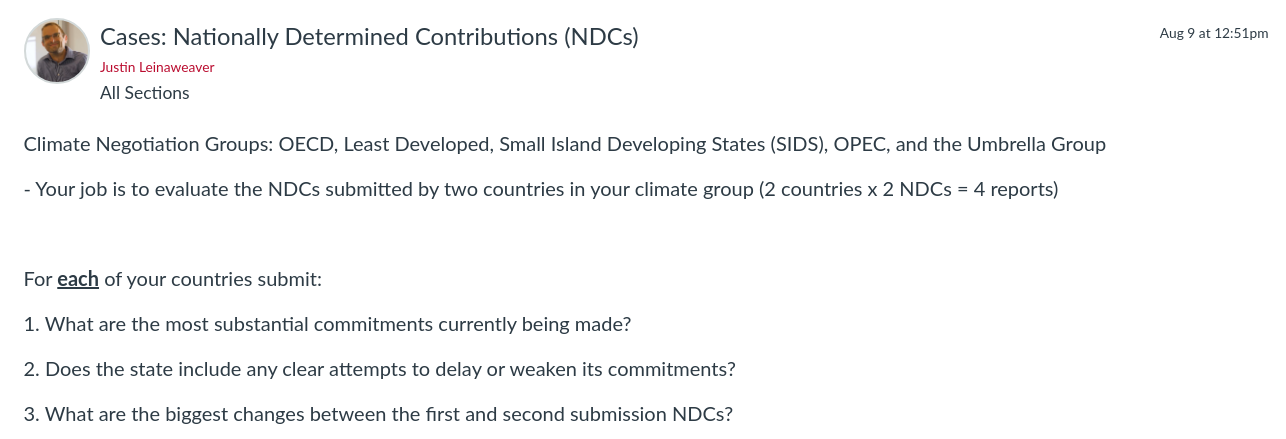 Cases: Nationally Determined Contributions (NDCs)
Aug 9 at 12:51pm
Justin Leinaweaver
All Sections
Climate Negotiation Groups: OECD, Least Developed, Small Island Developing States (SIDS), OPEC, and the Umbrella Group
- Your job is to evaluate the NDCs submitted by two countries in your climate group (2 countries x 2 NDCs = 4 reports)
For each of your countries submit:
1. What are the most substantial commitments currently being made?
2. Does the state include any clear attempts to delay or weaken its commitments?
3. What are the biggest changes between the first and second submission NDCs?